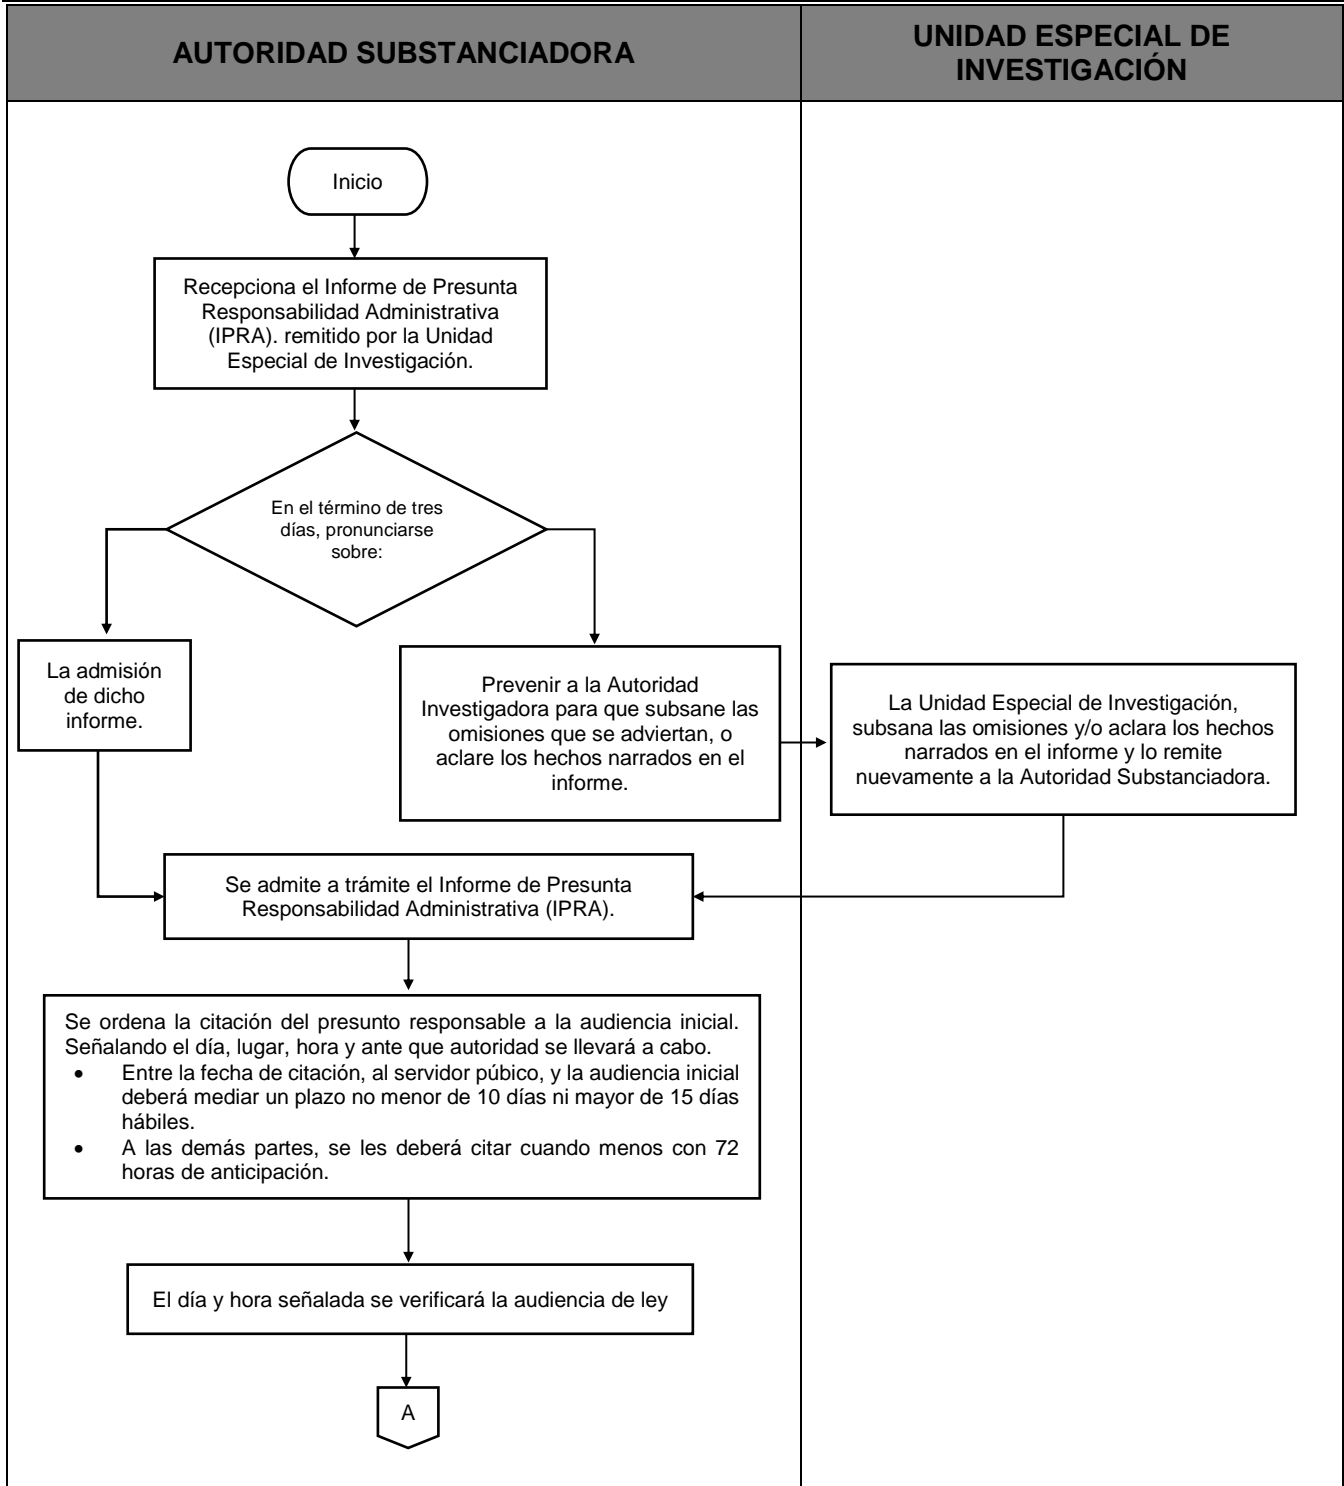 AUTORIDAD SUBSTANCIADORA
UNIDAD ESPECIAL DE
INVESTIGACIÓN
Inicio
Recepciona el Informe de Presunta
Responsabilidad Administrativa
(IPRA). remitido por la Unidad
Especial de Investigación.
En el término de tres
días, pronunciarse
sobre:
La admisión
de dicho
informe.
Prevenir a la Autoridad
Investigadora para que subsane las
omisiones que se adviertan, o
aclare los hechos narrados en el
informe.
La Unidad Especial de Investigación,
subsana las omisiones y/o aclara los hechos
narrados en el informe y lo remite
nuevamente a la Autoridad Substanciadora.
Se admite a trámite el Informe de Presunta
Responsabilidad Administrativa (IPRA).
Se ordena la citación del presunto responsable a la audiencia inicial.
Señalando el día, lugar, hora y ante que autoridad se llevará a cabo.
• Entre la fecha de citación, al servidor púbico, y la audiencia inicial
deberá mediar un plazo no menor de 10 días ni mayor de 15 días
hábiles.
• A las demás partes, se les deberá citar cuando menos con 72
horas de anticipación.
El día y hora señalada se verificará la audiencia de ley
A